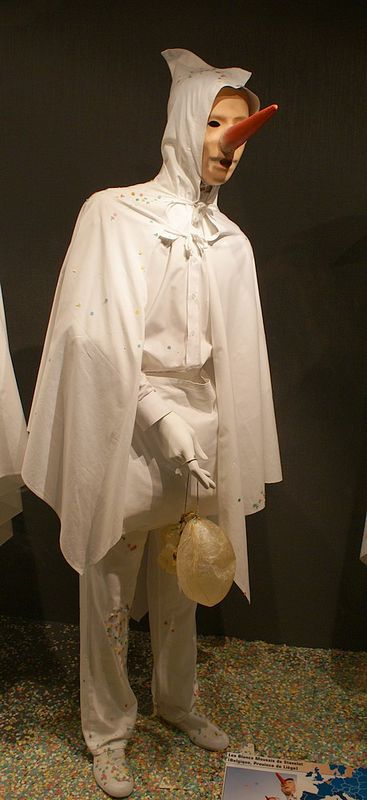 Les Blancs Moussis de Stavelot
(Belgique, Province de Liège)